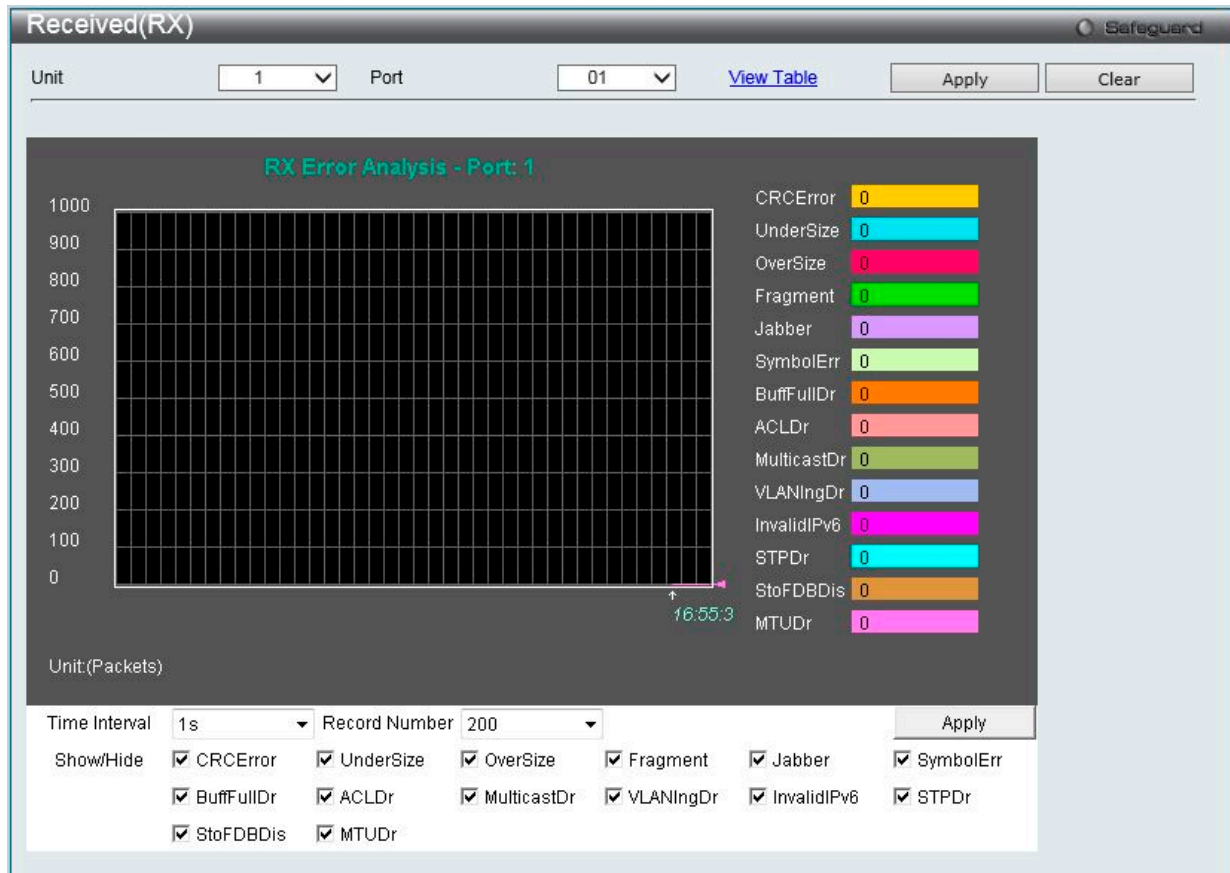 Received(RX)
Safeguard
Unit 1 Port 01 View Table Apply Clear
RX Error Analysis - Port: 1
1000
900
800
700
600
500
400
300
200
100
0
16:55:3
Unit:(Packets)
CRCError 0
UnderSize 0
OverSize 0
Fragment 0
Jabber 0
SymbolErr 0
BuffFullDr 0
ACLDr 0
MulticastDr 0
VLANIngDr 0
InvalidIPv6 0
STPDr 0
StoFDBDis 0
MTUDr 0
Time Interval 1s Record Number 200 Apply
Show/Hide CRCError UnderSize OverSize Fragment Jabber SymbolErr
BuffFullDr ACLDr MulticastDr VLANIngDr InvalidIPv6 STPDr
StoFDBDis MTUDr